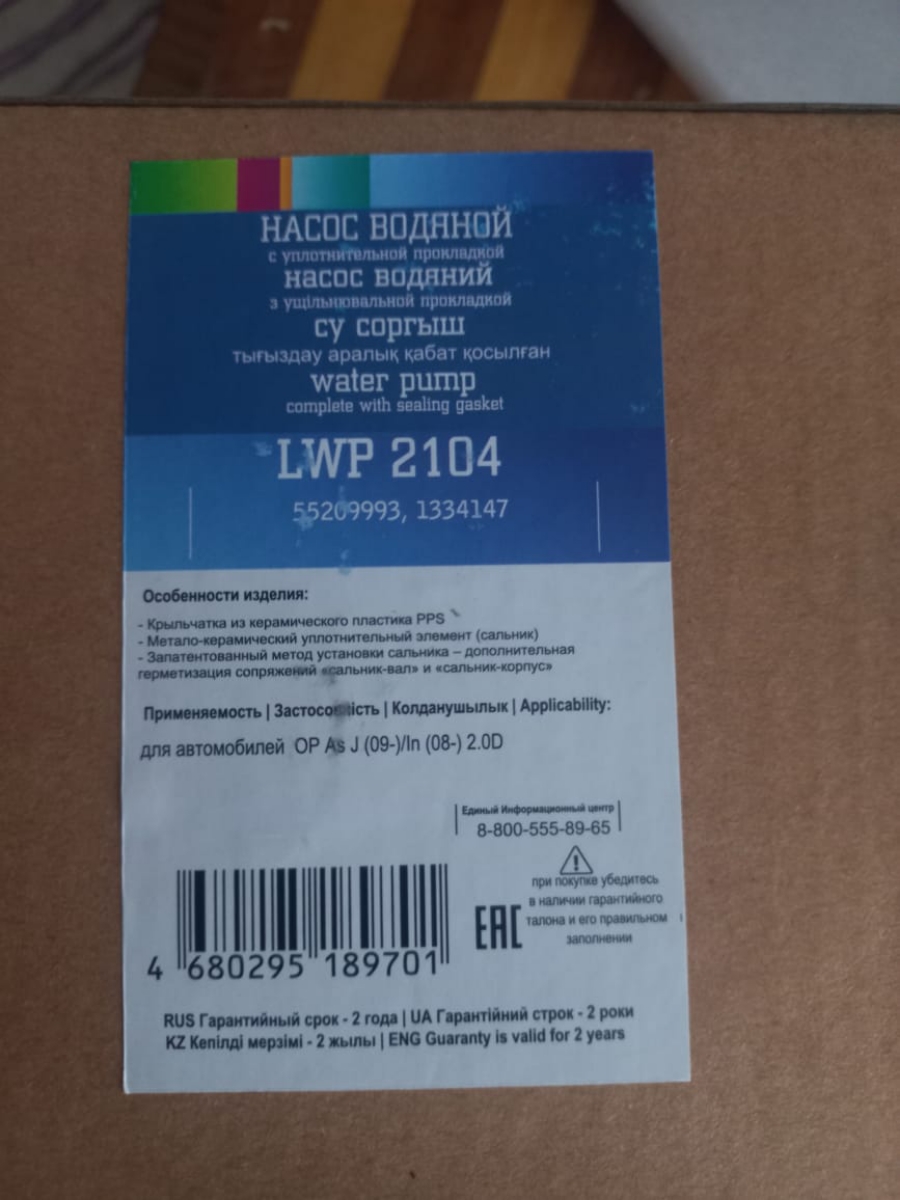 НАСОС ВОДЯНОЙ
с уплотнительной прокладкой
насос водяний
з ущільнювальной прокладкой
су соргыш
тығыздау аралық қабат қосылған
water pump
complete with sealing gasket
LWP 2104
55209993, 1334147
Особенности изделия:
- Крыльчатка из керамического пластика PPS
- Метало-керамический уплотнительный элемент (сальник)
- Запатентованный метод установки сальника – дополнительная
герметизация сопряжений «сальник-вал» и «сальник-корпус»
Применяемость | Застосовність | Колданушылык | Applicability:
для автомобилей OP As J (09-)/In (08-) 2.0D
Единый Информационный центр
8-800-555-89-65
при покупке убедитесь
в наличии гарантийного
талона и его правильном
заполнении
EAC
4 680295 189701
RUS Гарантийный срок - 2 года | UA Гарантійний строк - 2 роки
KZ Кепілді мерзімі - 2 жылы | ENG Guaranty is valid for 2 years